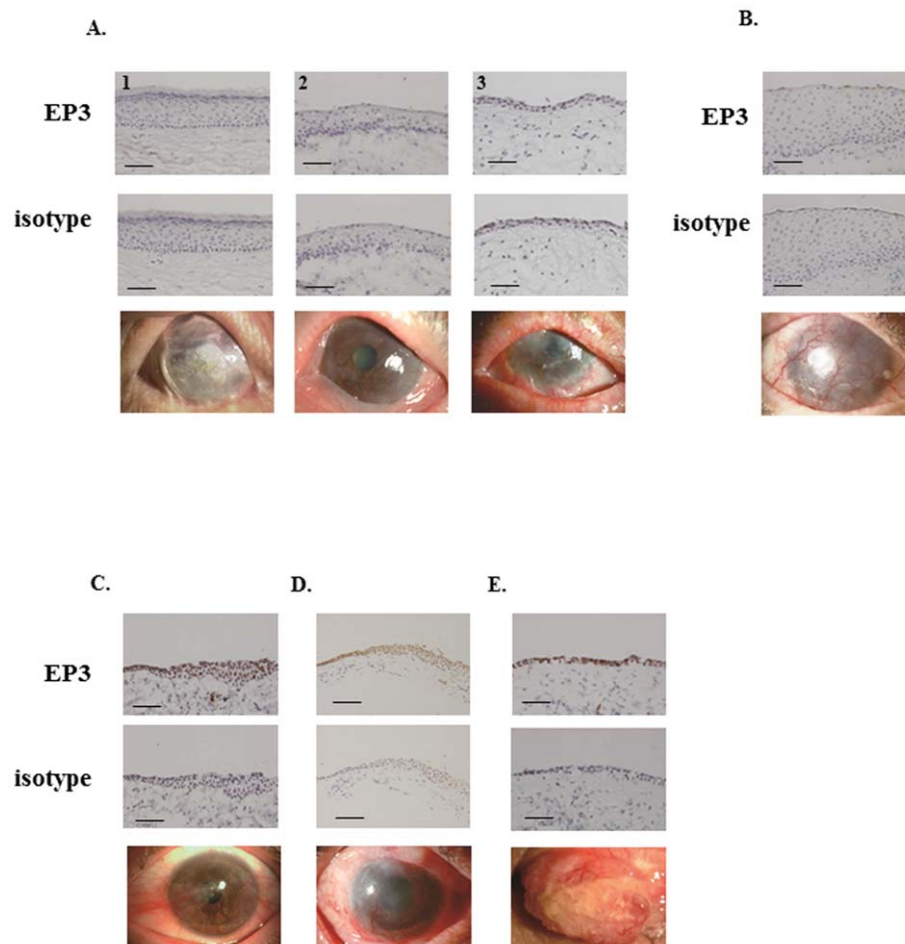 A.
B.
1 2 3
EP3
EP3
isotype
isotype
C. D. E.
EP3
isotype